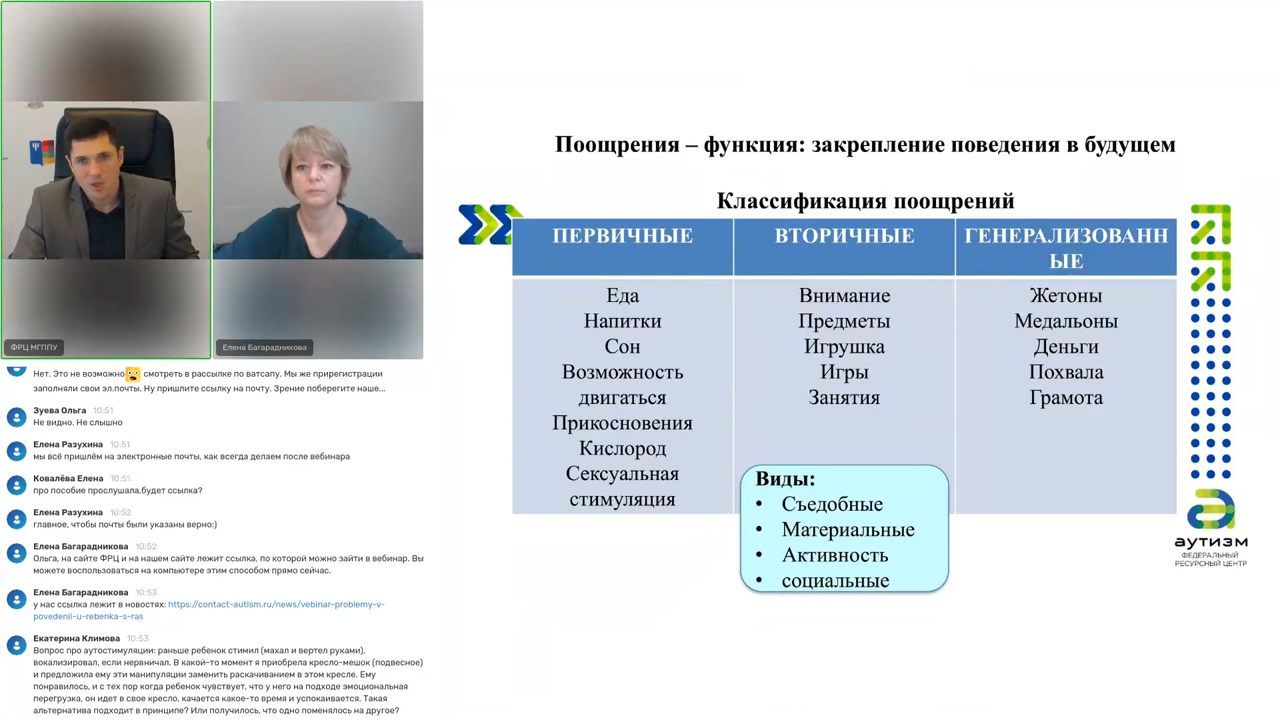 ФРЦ МГППУ
Елена Багарадникова
Нет. Это не возможно смотреть в рассылке по ватсапу. Мы же пририегистрации
заполняли свои эл.почты. Ну пришлите ссылку на почту. Зрение поберегите наше...
Зуева Ольга 10:51
Не видно. Не слышно
Елена Разухина 10:51
мы всё пришлём на электронные почты, как всегда делаем после вебинара
Ковалёва Елена 10:51
про пособие прослушала,будет ссылка?
Елена Разухина 10:52
главное, чтобы почты были указаны верно:)
Елена Багарадникова 10:52
Ольга, на сайте ФРЦ и на нашем сайте лежит ссылка, по которой можно зайти в вебинар. Вы
можете воспользоваться на компьютере этим способом прямо сейчас.
Елена Багарадникова 10:53
у нас ссылка лежит в новостях: https://contact-autism.ru/news/vebinar-problemy-v-
povedenii-u-rebenka-s-ras
Екатерина Климова 10:53
Вопрос про аутостимуляции: раньше ребенок стимил (махал и вертел руками),
вокализировал, если нервничал. В какой-то момент я приобрела кресло-мешок (подвесное)
и предложила ему эти манипуляции заменить раскачиванием в этом кресле. Ему
понравилось, и с тех пор когда ребенок чувствует, что у него на подходе эмоциональная
перегрузка, он идет в свое кресло, качается какое-то время и успокаивается. Такая
альтернатива подходит в принципе? Или получилось, что одно поменялось на другое?
Поощрения – функция: закрепление поведения в будущем
Классификация поощрений
ПЕРВИЧНЫЕ
Еда
Напитки
Сон
Возможность
двигаться
Прикосновения
Кислород
Сексуальная
стимуляция
ВТОРИЧНЫЕ
Внимание
Предметы
Игрушка
Игры
Занятия
ГЕНЕРАЛИЗОВАНН
ЫЕ
Жетоны
Медальоны
Деньги
Похвала
Грамота
Виды:
• Съедобные
• Материальные
• Активность
• социальные
аутизм
ФЕДЕРАЛЬНЫЙ
РЕСУРСНЫЙ ЦЕНТР